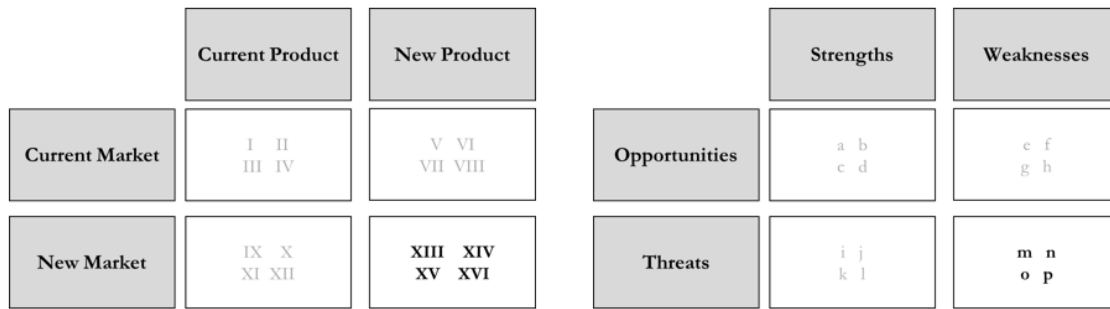 Current Product New Product
Current Market I II V VI
III IV VII VIII
New Market IX X XIII XIV
XI XII XV XVI
Strengths Weaknesses
Opportunities a b e f
c d g h
Threats i j m n
k l o p